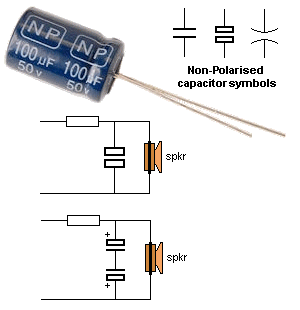 NP NP
100µF 100µF
50v 50v
Non-Polarised
capacitor symbols
spkr
+
spkr
+